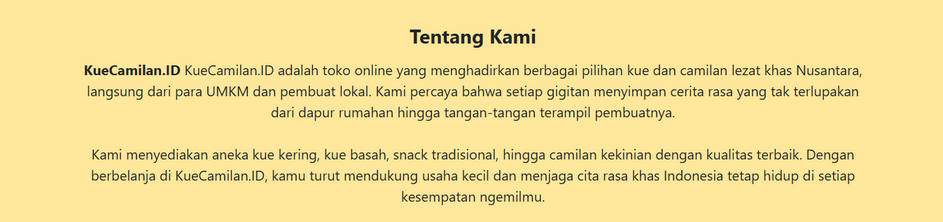 Tentang Kami
KueCamilan.ID KueCamilan.ID adalah toko online yang menghadirkan berbagai pilihan kue dan camilan lezat khas Nusantara,
langsung dari para UMKM dan pembuat lokal. Kami percaya bahwa setiap gigitan menyimpan cerita rasa yang tak terlupakan
dari dapur rumahan hingga tangan-tangan terampil pembuatnya.
Kami menyediakan aneka kue kering, kue basah, snack tradisional, hingga camilan kekinian dengan kualitas terbaik. Dengan
berbelanja di KueCamilan.ID, kamu turut mendukung usaha kecil dan menjaga cita rasa khas Indonesia tetap hidup di setiap
kesempatan ngemilmu.